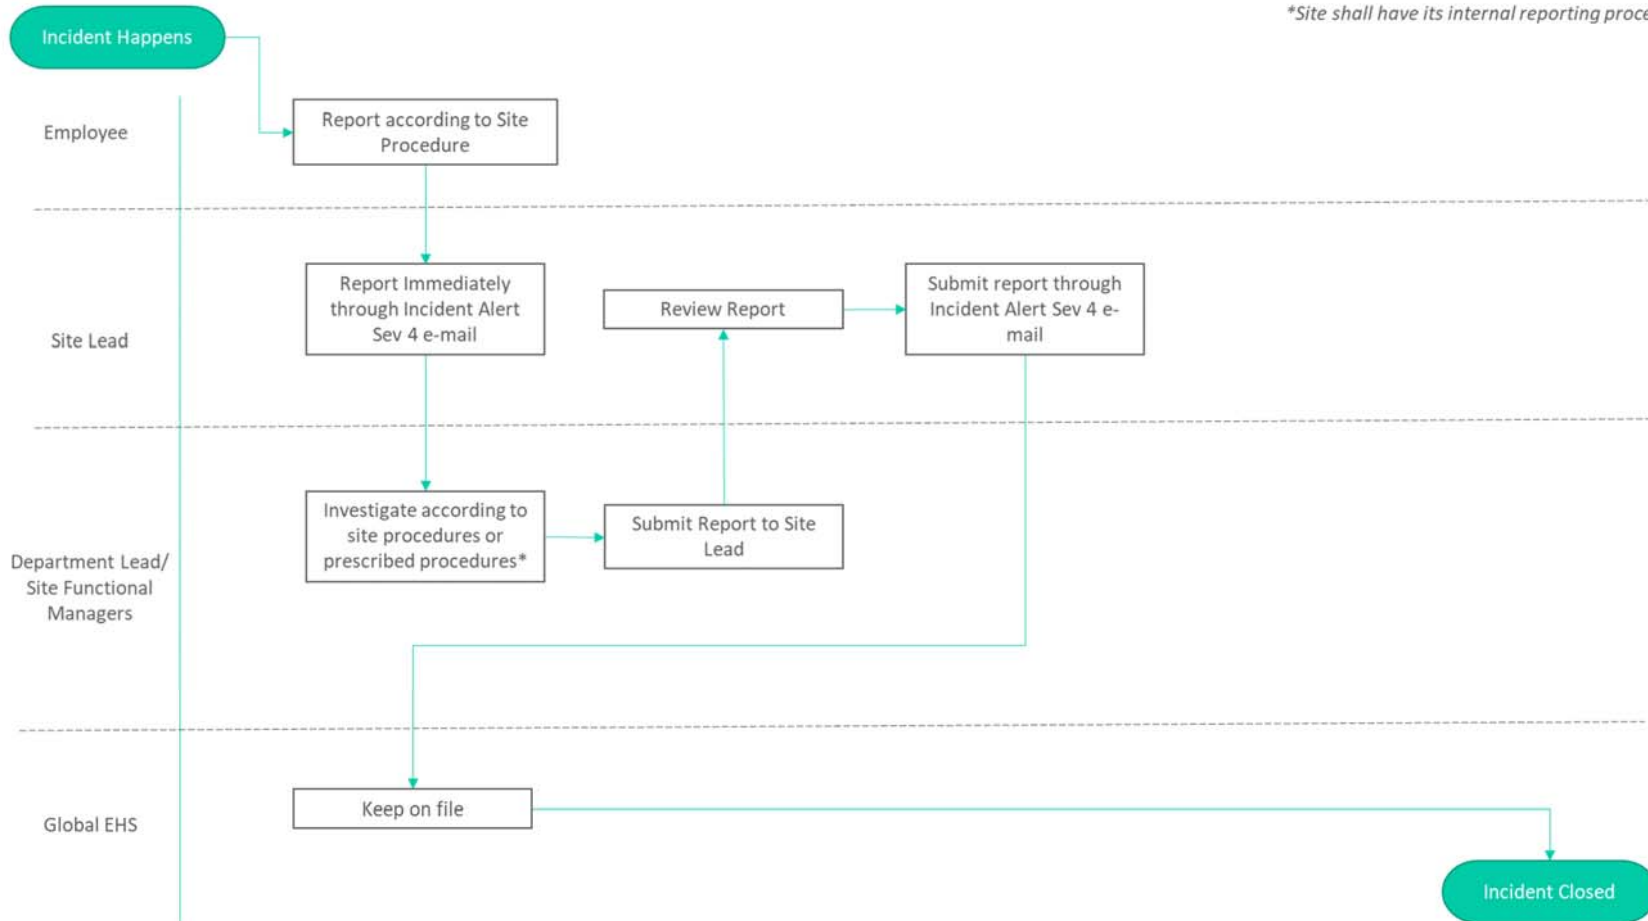 *Site shall have its internal reporting
Incident Happens
Employee
Report according to Site
Procedure
Site Lead
Report Immediately
through Incident Alert
Sev 4 e-mail
Review Report
Submit report through
Incident Alert Sev 4 e-
mail
Department Lead/
Site Functional
Managers
Investigate according to
site procedures or
prescribed procedures*
Submit Report to Site
Lead
Global EHS
Keep on file
Incident Closed